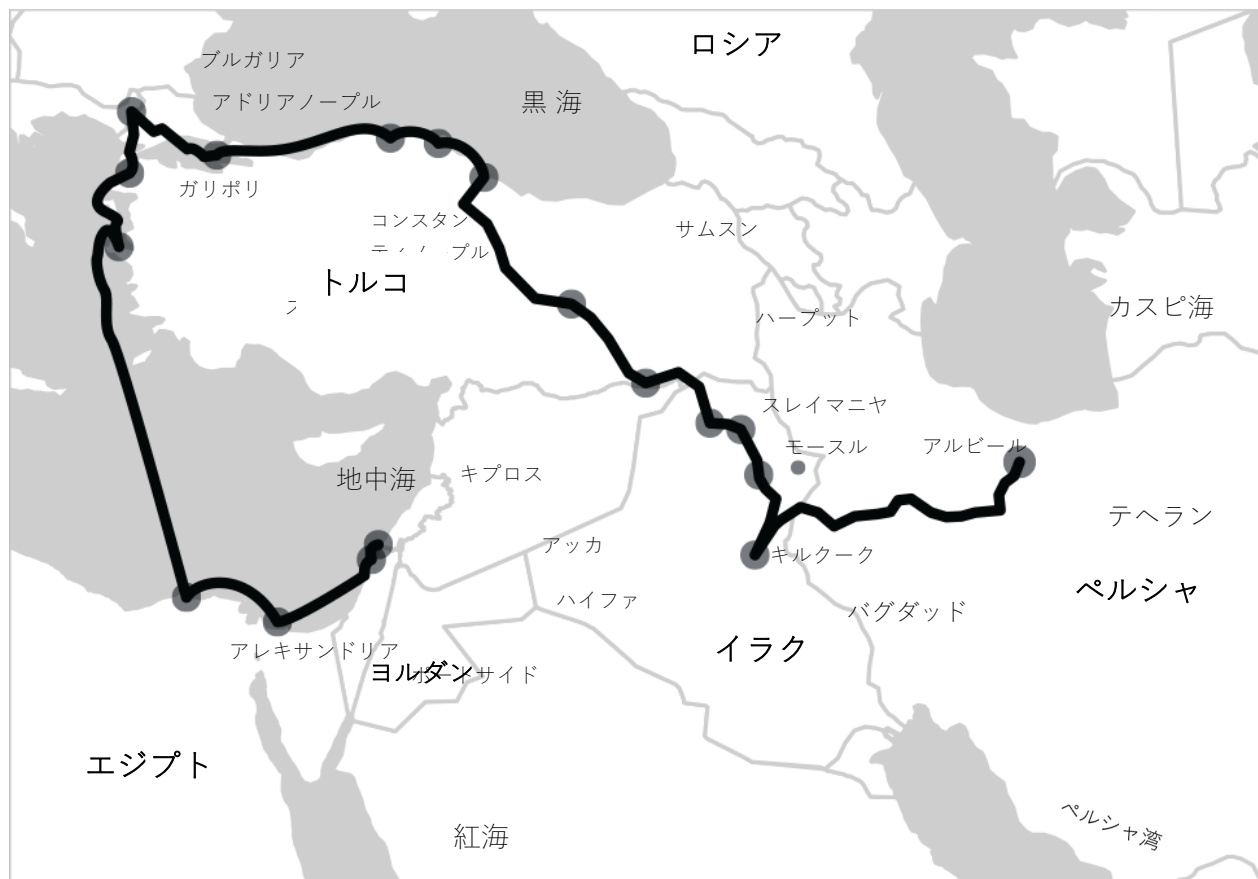 ロシア
ブルガリア
アドリアノープル
黒 海
ガリポリ
コンスタン
プル
サムスン
トルコ
カスピ海
ハープット
スレイマニヤ
モースル
アルビール
地中海
キプロス
テヘラン
アッカ
キルクーク
ペルシャ
ハイファ
バグダッド
アレキサンドリア
イラク
ヨルダン
ポートサイド
エジプト
紅海
ペルシャ湾